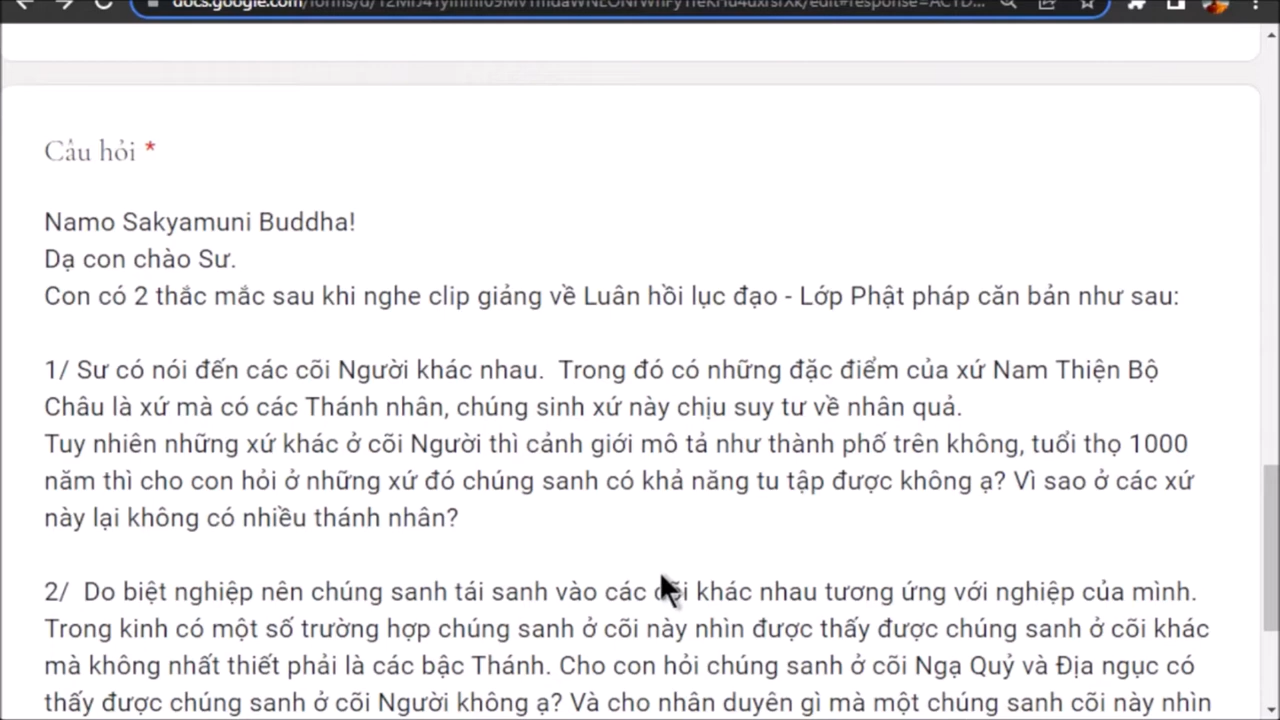 docs.google.com
Câu hỏi *
Namo Sakyamuni Buddha!
Dạ con chào Sư.
Con có 2 thắc mắc sau khi nghe clip giảng về Luân hồi lục đạo - Lớp Phật pháp căn bản như sau:
1/ Sư có nói đến các cõi Người khác nhau.  Trong đó có những đặc điểm của xứ Nam Thiện Bộ
Châu là xứ mà có các Thánh nhân, chúng sinh xứ này chịu suy tư về nhân quả.
Tuy nhiên những xứ khác ở cõi Người thì cảnh giới mô tả như thành phố trên không, tuổi thọ 1000
năm thì cho con hỏi ở những xứ đó chúng sanh có khả năng tu tập được không ạ? Vì sao ở các xứ
này lại không có nhiều thánh nhân?
2/  Do biệt nghiệp nên chúng sanh tái sanh vào các cõi khác nhau tương ứng với nghiệp của mình.
Trong kinh có một số trường hợp chúng sanh ở cõi này nhìn được thấy được chúng sanh ở cõi khác
mà không nhất thiết phải là các bậc Thánh. Cho con hỏi chúng sanh ở cõi Ngạ Quỷ và Địa ngục có
thấy được chúng sanh ở cõi Người không ạ? Và cho nhân duyên gì mà một chúng sanh cõi này nhìn